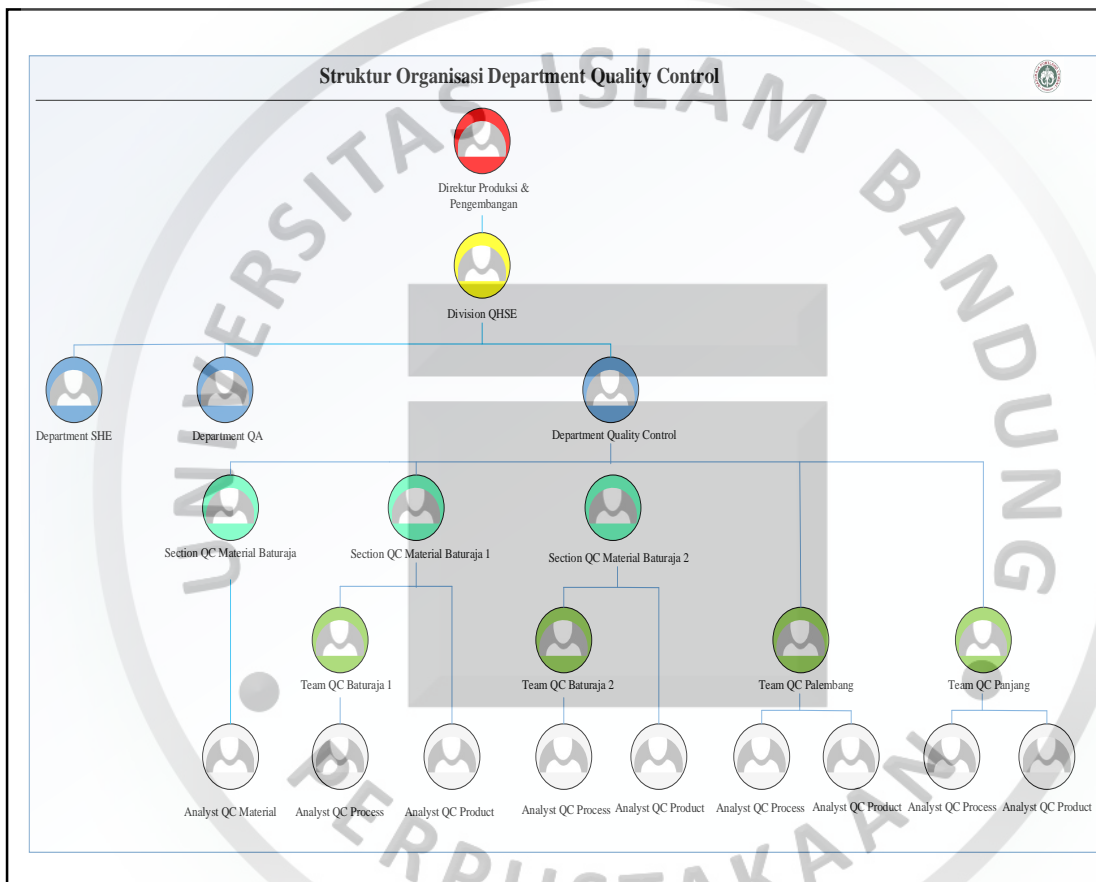 Struktur Organisasi Department Quality Control
Direktur Produksi &
Pengembangan
Division QHSE
Department SHE
Department QA
Department Quality Control
Section QC Material Baturaja
Section QC Material Baturaja 1
Section QC Material Baturaja 2
Team QC Baturaja 1
Team QC Baturaja 2
Team QC Palembang
Team QC Panjang
Analyst QC Material
Analyst QC Process
Analyst QC Product
Analyst QC Process
Analyst QC Product
Analyst QC Process
Analyst QC Product
Analyst QC Process
Analyst QC Product
UNIVERSITAS ISLAM BANDUNG
PERPUSTAKAAN